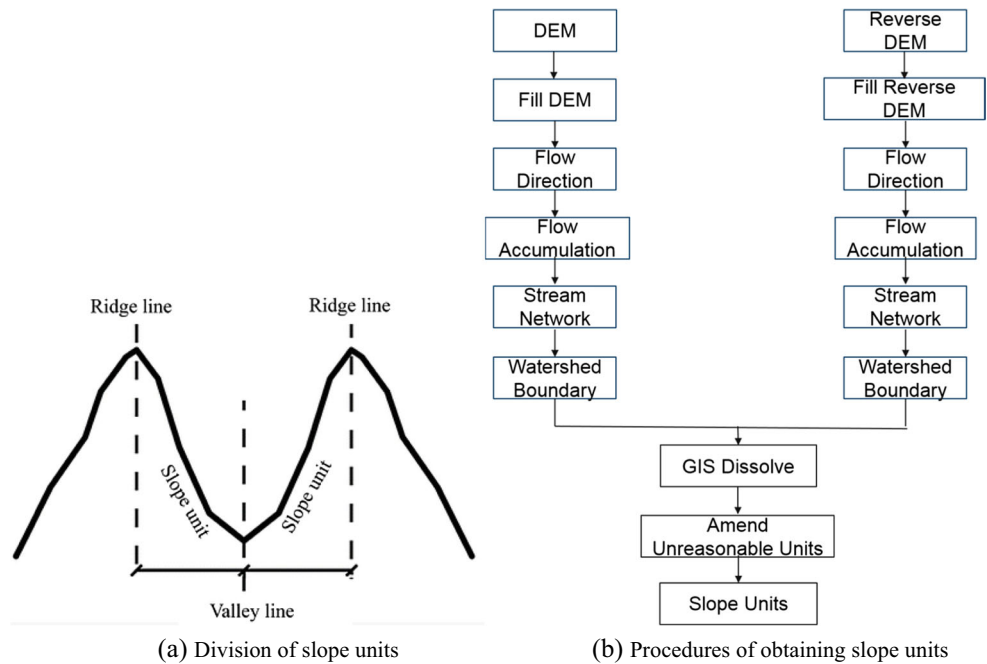 Ridge line
Ridge line
Slope unit
Slope unit
Valley line
(a) Division of slope units
DEM
Fill DEM
Flow
Direction
Flow
Accumulation
Stream
Network
Watershed
Boundary
Reverse
DEM
Fill Reverse
DEM
Flow
Direction
Flow
Accumulation
Stream
Network
Watershed
Boundary
GIS Dissolve
Amend
Unreasonable Units
Slope Units
(b) Procedures of obtaining slope units